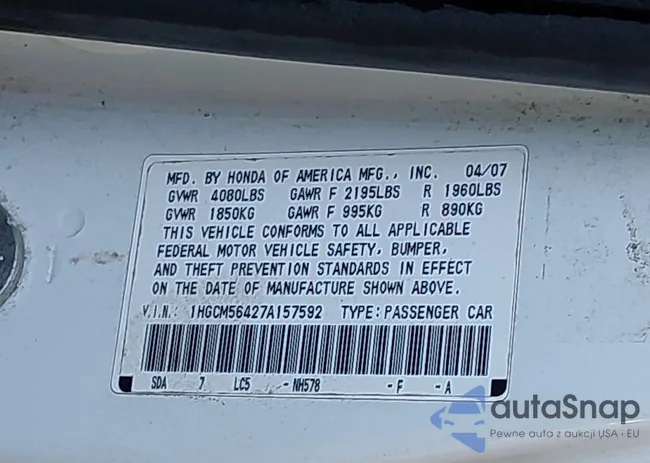 MFD. BY HONDA OF AMERICA MFG., INC. 04/07
GVWR 4080LBS GAWR F 2195LBS R 1960LBS
GVWR 1850KG GAWR F 995KG R 890KG
THIS VEHICLE CONFORMS TO ALL APPLICABLE
FEDERAL MOTOR VEHICLE SAFETY, BUMPER,
AND THEFT PREVENTION STANDARDS IN EFFECT
ON THE DATE OF MANUFACTURE SHOWN ABOVE.
V.I.N.: 1HGCM56427A157592 TYPE: PASSENGER CAR
SDA 7 LC5 -NH578 -F -A
autaSnap
Pewne auta z aukcji USA i EU